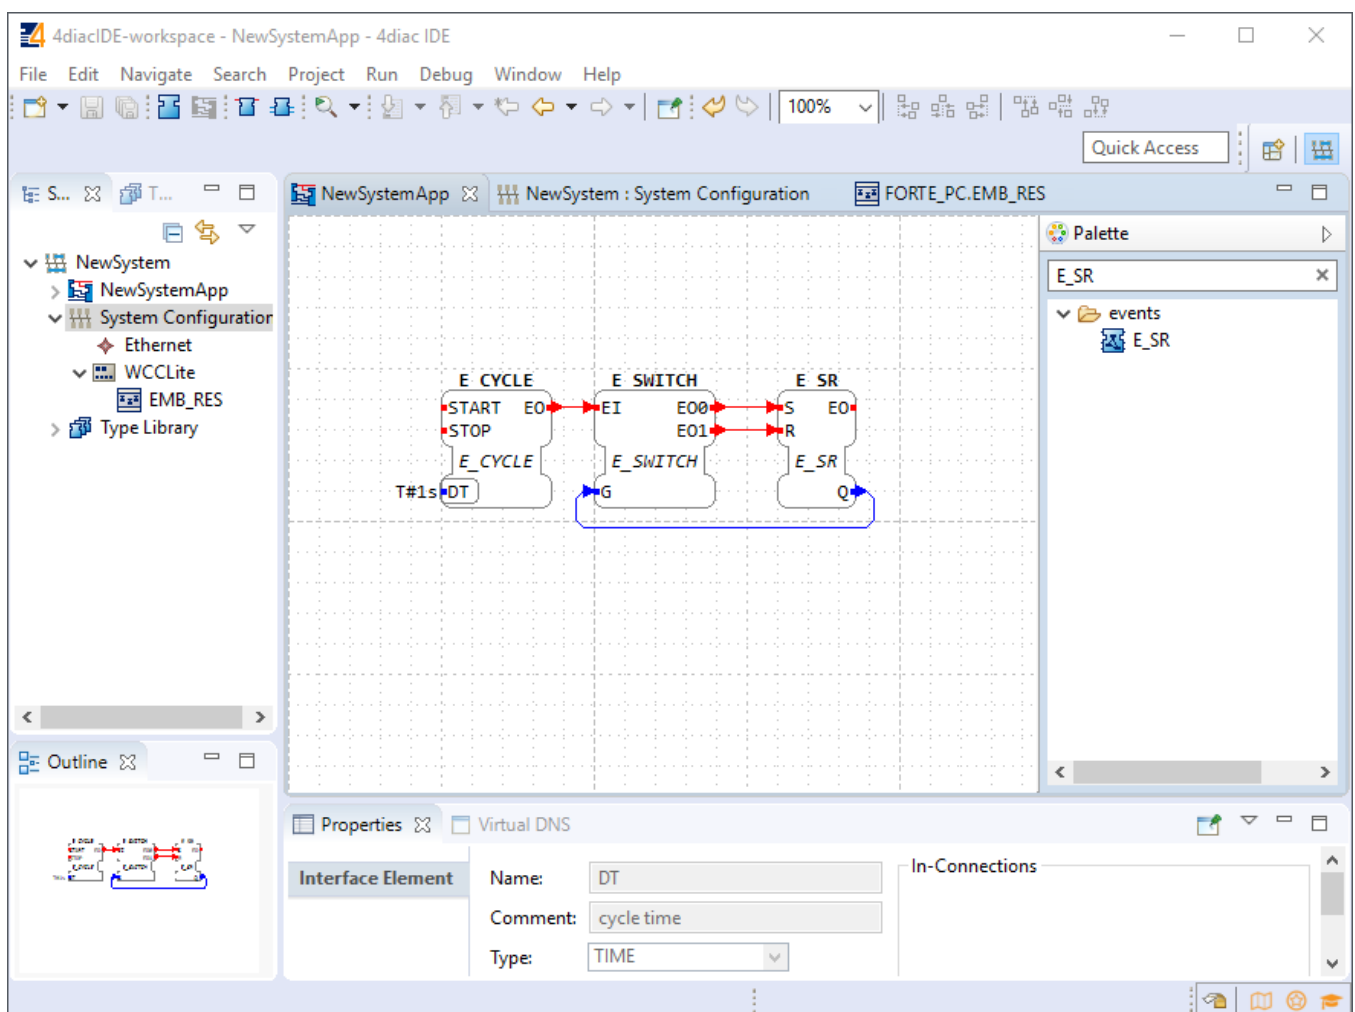 4diacIDE-workspace - NewSystemApp - 4diac IDE
File Edit Navigate Search Project Run Debug Window Help
100%
Quick Access
S... T...
NewSystemApp NewSystem : System Configuration FORTE_PC.EMB_RES
NewSystem
NewSystemApp
System Configuration
Ethernet
WCCLite
EMB_RES
Type Library
E_CYCLE E_SWITCH E_SR
START EO EI EO0 S EO
STOP EO1 R
E_CYCLE E_SWITCH E_SR
T#1s DT G Q
Palette
E_SR
events
E_SR
Outline
Properties Virtual DNS
Interface Element
Name: DT
Comment: cycle time
Type: TIME
In-Connections